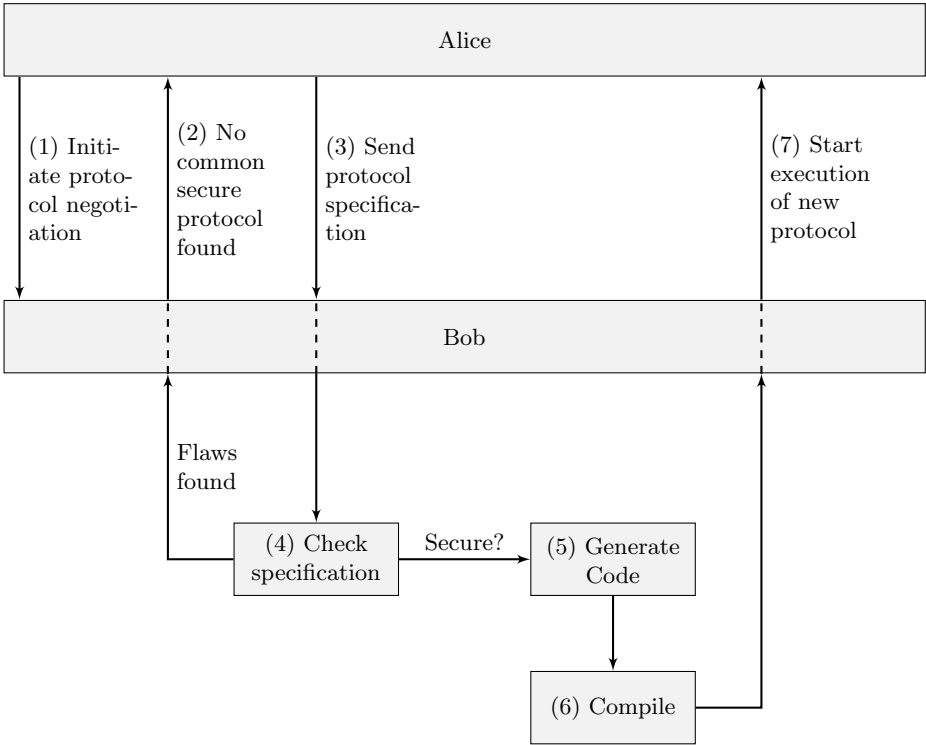 Alice
(1) Initi-
ate proto-
col negoti-
ation
(2) No
common
secure
protocol
found
(3) Send
protocol
specifica-
tion
(7) Start
execution
of new
protocol
Bob
Flaws
found
(4) Check
specification
Secure?
(5) Generate
Code
(6) Compile